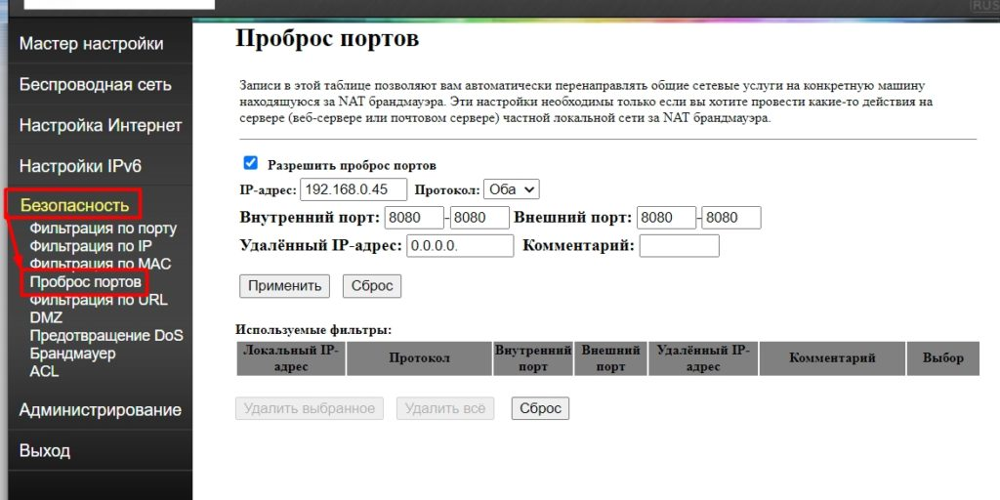 RUS
Мастер настройки
Беспроводная сеть
Настройка Интернет
Настройки IPv6
Безопасность
Фильтрация по порту
Фильтрация по IP
Фильтрация по MAC
Проброс портов
Фильтрация по URL
DMZ
Предотвращение DoS
Брандмауер
ACL
Администрирование
Выход
Проброс портов
Записи в этой таблице позволяют вам автоматически перенаправлять общие сетевые услуги на конкретную машину
находящуюся за NAT брандмауэра. Эти настройки необходимы только если вы хотите провести какие-то действия на
сервере (веб-сервере или почтовом сервере) частной локальной сети за NAT брандмауэра.
Разрешить проброс портов
IP-адрес: 192.168.0.45 Протокол: Оба
Внутренний порт: 8080 - 8080 Внешний порт: 8080 - 8080
Удалённый IP-адрес: 0.0.0.0. Комментарий:
Применить Сброс
Используемые фильтры:
Локальный IP-адрес Протокол Внутренний порт Внешний порт Удалённый IP-адрес Комментарий Выбор
Удалить выбранное Удалить всё Сброс